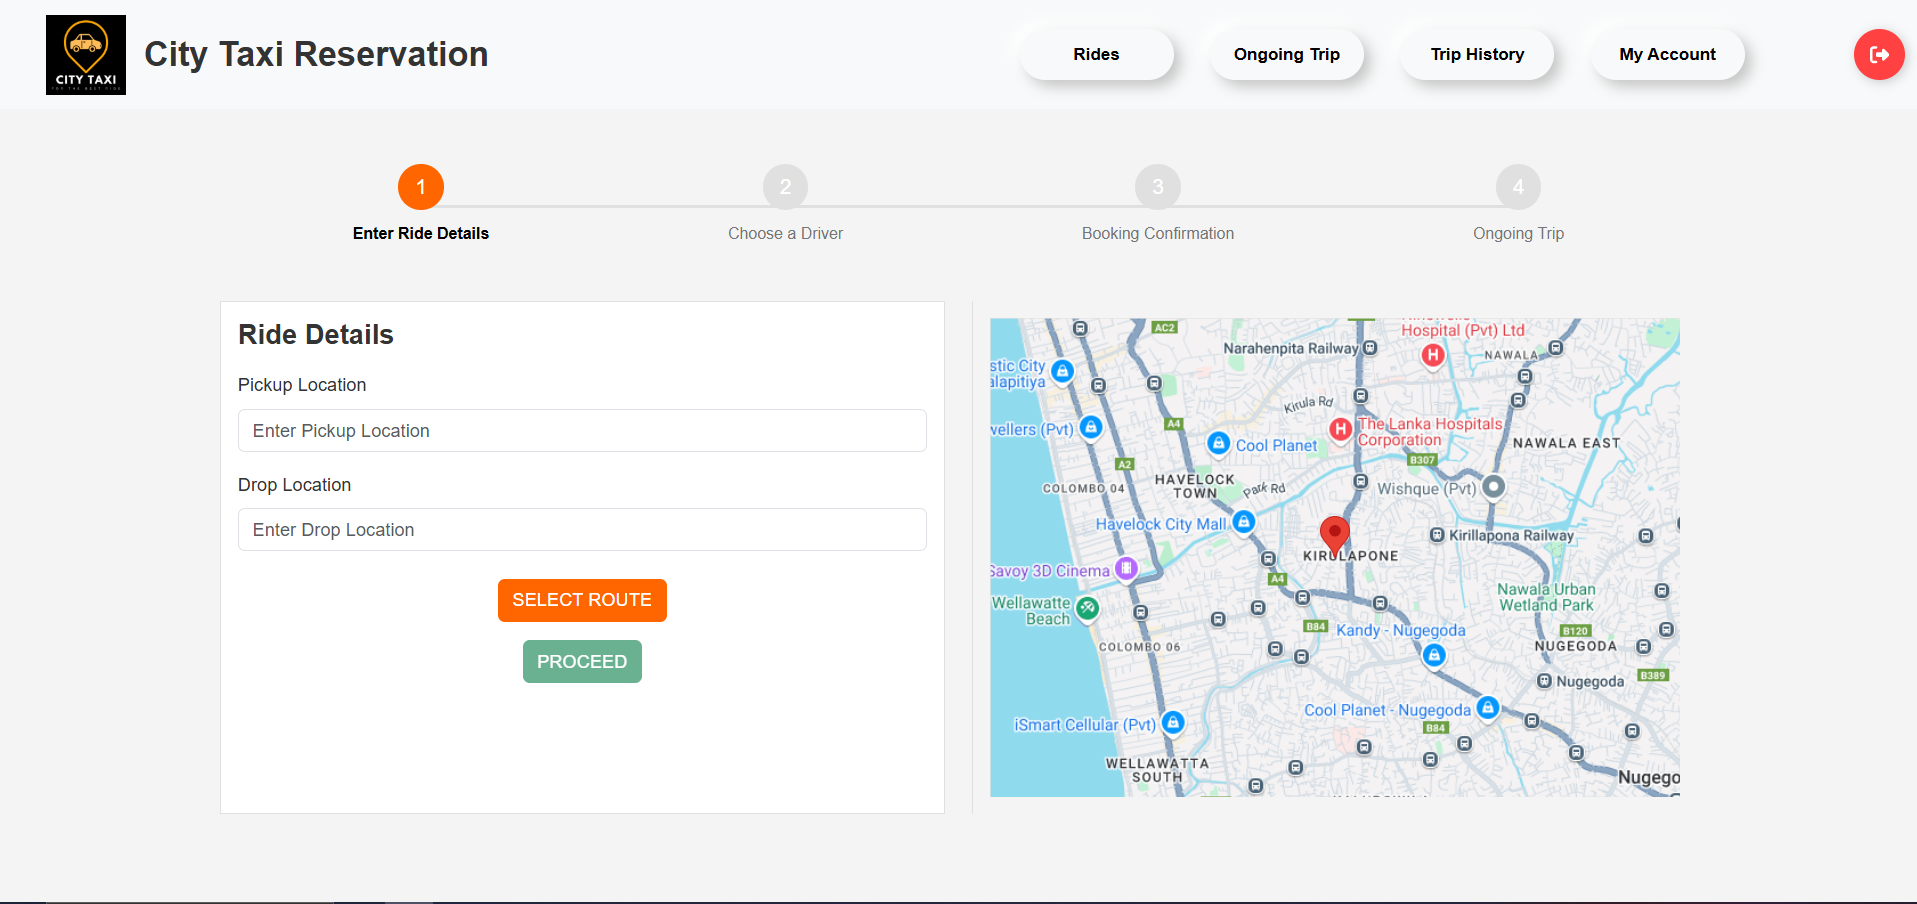 CITY TAXI
FOR THE BEST RIDE
City Taxi Reservation
Rides
Ongoing Trip
Trip History
My Account
1
2
3
4
Enter Ride Details
Choose a Driver
Booking Confirmation
Ongoing Trip
Ride Details
Pickup Location
Enter Pickup Location
Drop Location
Enter Drop Location
SELECT ROUTE
PROCEED
AC2
Hospital (Pvt) Ltd
Narahenpita Railway
NAWALA
stic City
alapitiya
Kirula Rd
A4
wellers (Pvt)
The Lanka Hospitals
Corporation
Cool Planet
NAWALA EAST
B307
A2
HAVELOCK
TOWN
COLOMBO 04
Park Rd
Wishque (Pvt)
Havelock City Mall
Kirillapona Railway
KIRULAPONE
Savoy 3D Cinema
A4
Nawala Urban
Wetland Park
Wellawatte
Beach
B84
Kandy - Nugegoda
B120
NUGEGODA
COLOMBO 06
B389
Nugegoda
Cool Planet - Nugegoda
iSmart Cellular (Pvt)
B84
WELLAWATTA
SOUTH
Nugego